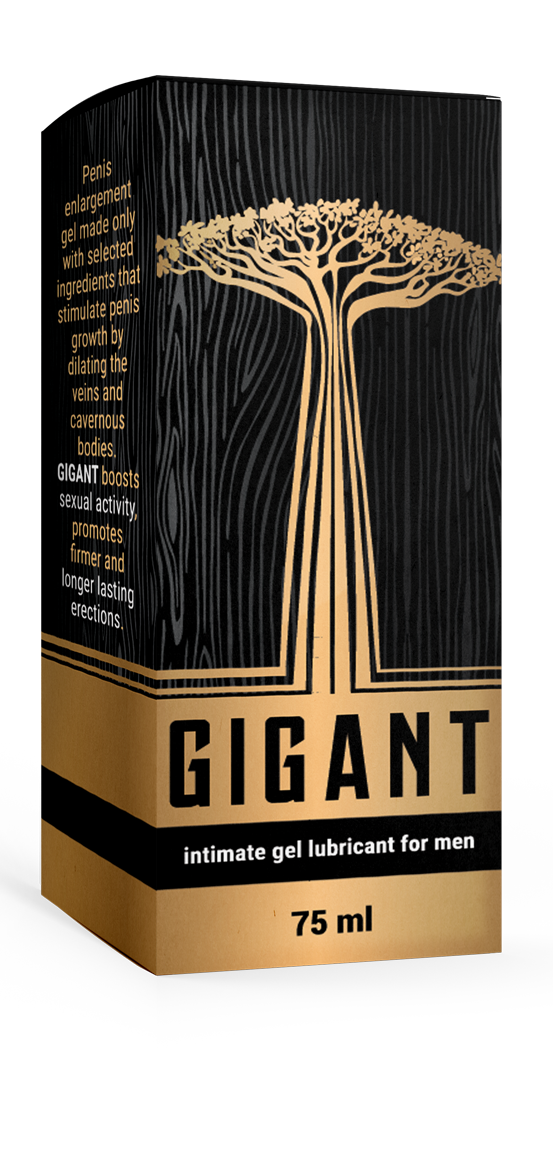 Penis
enlargement
gel made only
with selected
ingredients that
stimulate penis
growth by
dilating the
veins and
cavernous
bodies.
GIGANT boosts
sexual activity,
promotes
firmer and
longer lasting
erections.
GIGANT
intimate gel lubricant for men
75 ml